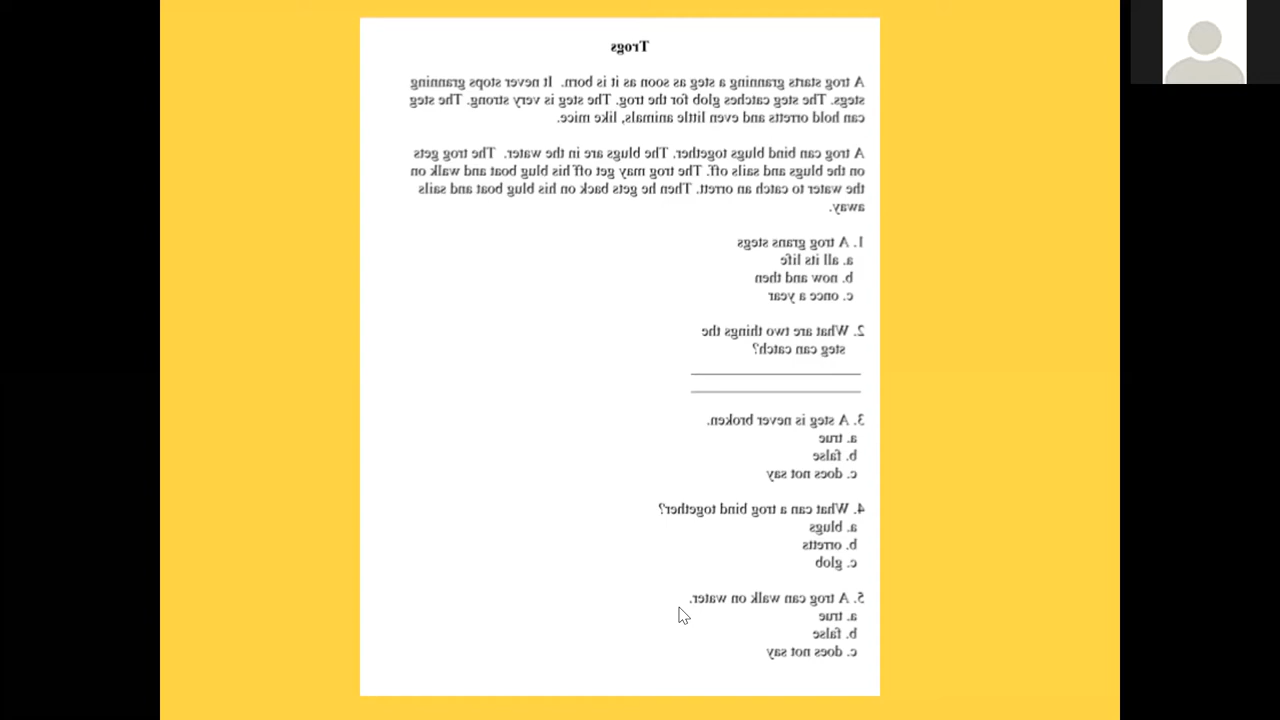 Trogs
A trog starts granning a steg as soon as it is born. It never stops granning
stegs. The steg catches glob for the trog. The steg is very strong. The steg
can hold orretts and even little animals, like mice.
A trog can bind blugs together. The blugs are in the water. The trog gets
on the blugs and sails off. The trog may get off his blug boat and walk on
the water to catch an orrett. Then he gets back on his blug boat and sails
away.
1. A trog grans stegs
a. all its life
b. now and then
c. once a year
2. What are two things the
steg can catch?
3. A steg is never broken.
a. true
b. false
c. does not say
4. What can a trog bind together?
a. blugs
b. orretts
c. glob
5. A trog can walk on water.
a. true
b. false
c. does not say